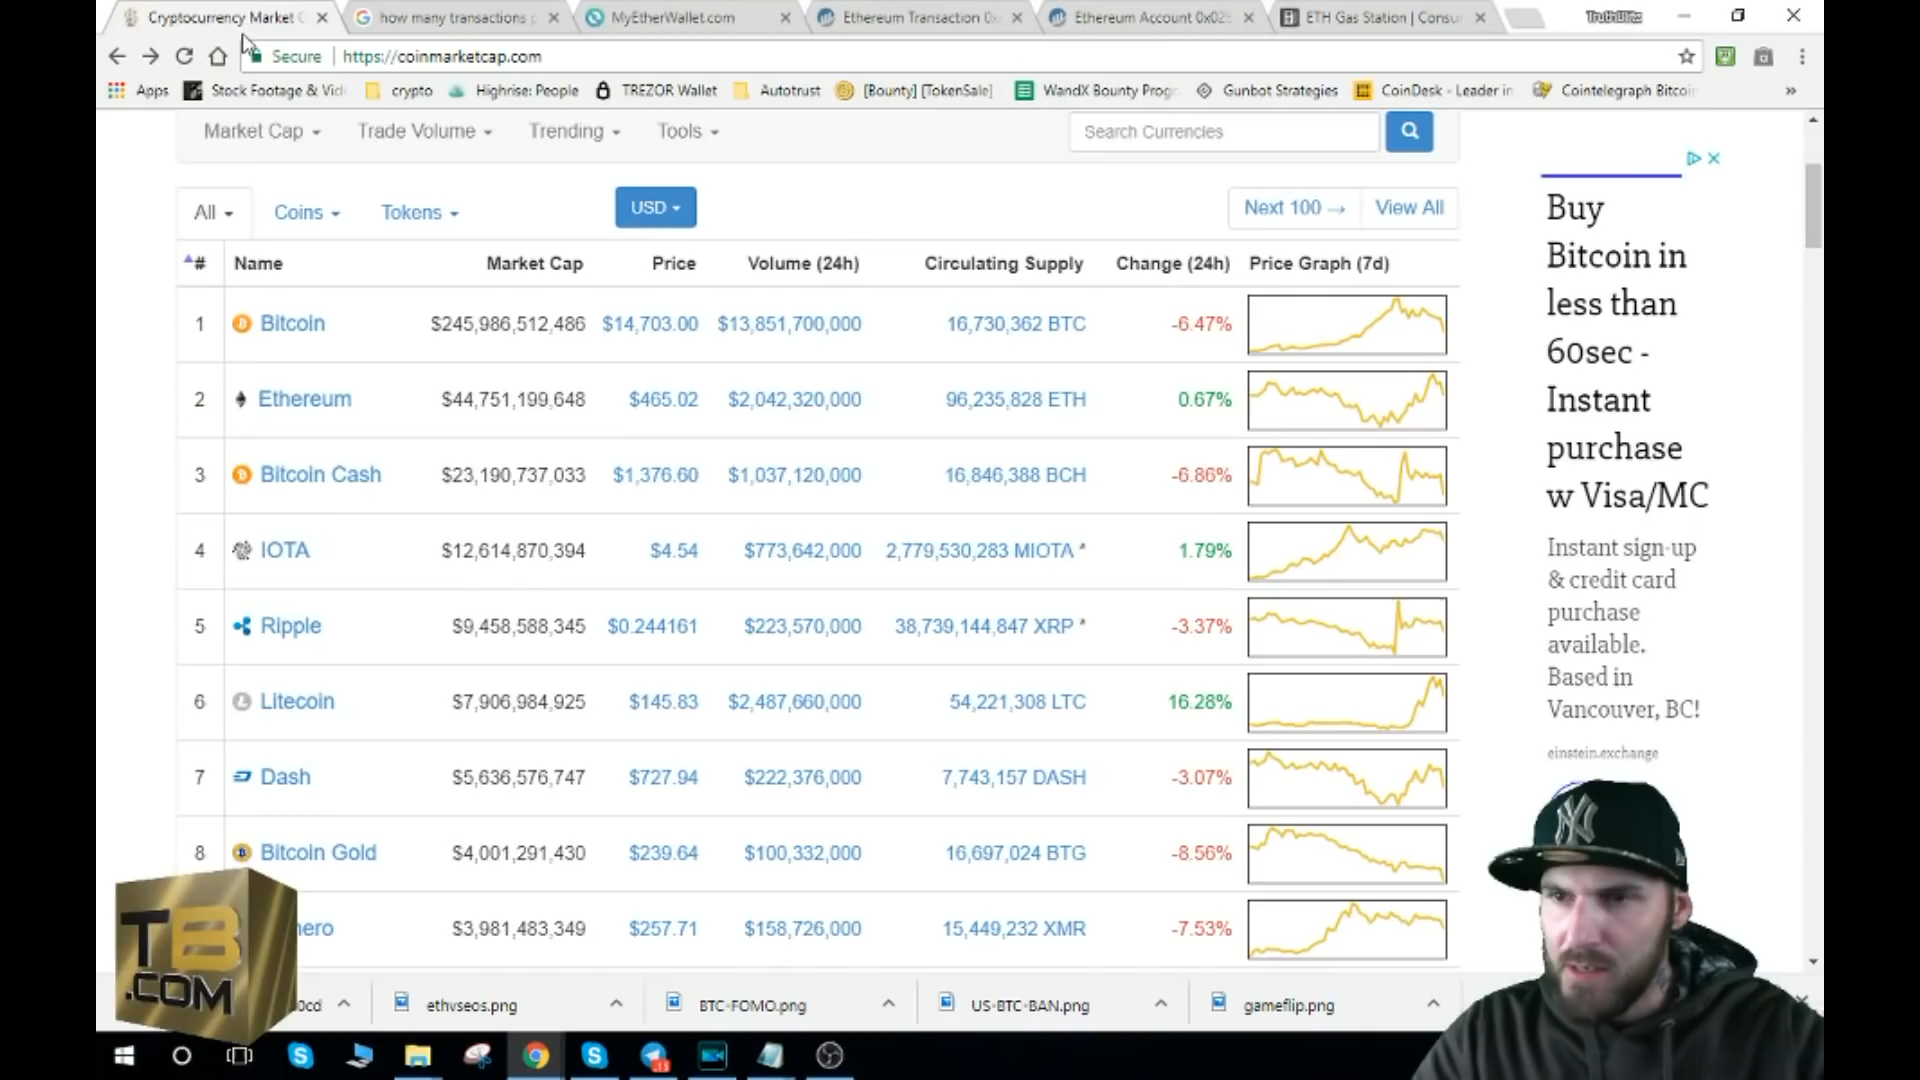 Cryptocurrency Market C
how many transactions p
MyEtherWallet.com
Ethereum Transaction 0x
Ethereum Account 0x02
ETH Gas Station | Consu
TruthBlitz
Secure | https://coinmarketcap.com
Apps Stock Footage & Vid crypto Highrise: People TREZOR Wallet Autotrust [Bounty] [TokenSale] WandX Bounty Progr Gunbot Strategies CoinDesk - Leader in Cointelegraph Bitcoin »
Market Cap Trade Volume Trending Tools Search Currencies
All Coins Tokens USD Next 100 → View All
# Name Market Cap Price Volume (24h) Circulating Supply Change (24h) Price Graph (7d)
1 Bitcoin $245,986,512,486 $14,703.00 $13,851,700,000 16,730,362 BTC -6.47%
2 Ethereum $44,751,199,648 $465.02 $2,042,320,000 96,235,828 ETH 0.67%
3 Bitcoin Cash $23,190,737,033 $1,376.60 $1,037,120,000 16,846,388 BCH -6.86%
4 IOTA $12,614,870,394 $4.54 $773,642,000 2,779,530,283 MIOTA * 1.79%
5 Ripple $9,458,588,345 $0.244161 $223,570,000 38,739,144,847 XRP * -3.37%
6 Litecoin $7,906,984,925 $145.83 $2,487,660,000 54,221,308 LTC 16.28%
7 Dash $5,636,576,747 $727.94 $222,376,000 7,743,157 DASH -3.07%
8 Bitcoin Gold $4,001,291,430 $239.64 $100,332,000 16,697,024 BTG -8.56%
nero $3,981,483,349 $257.71 $158,726,000 15,449,232 XMR -7.53%
Buy
Bitcoin in
less than
60sec -
Instant
purchase
w Visa/MC
Instant sign-up
& credit card
purchase
available.
Based in
Vancouver, BC!
einstein.exchange
NY
TB
.COM
0cd ethvseos.png BTC-FOMO.png US-BTC-BAN.png gameflip.png